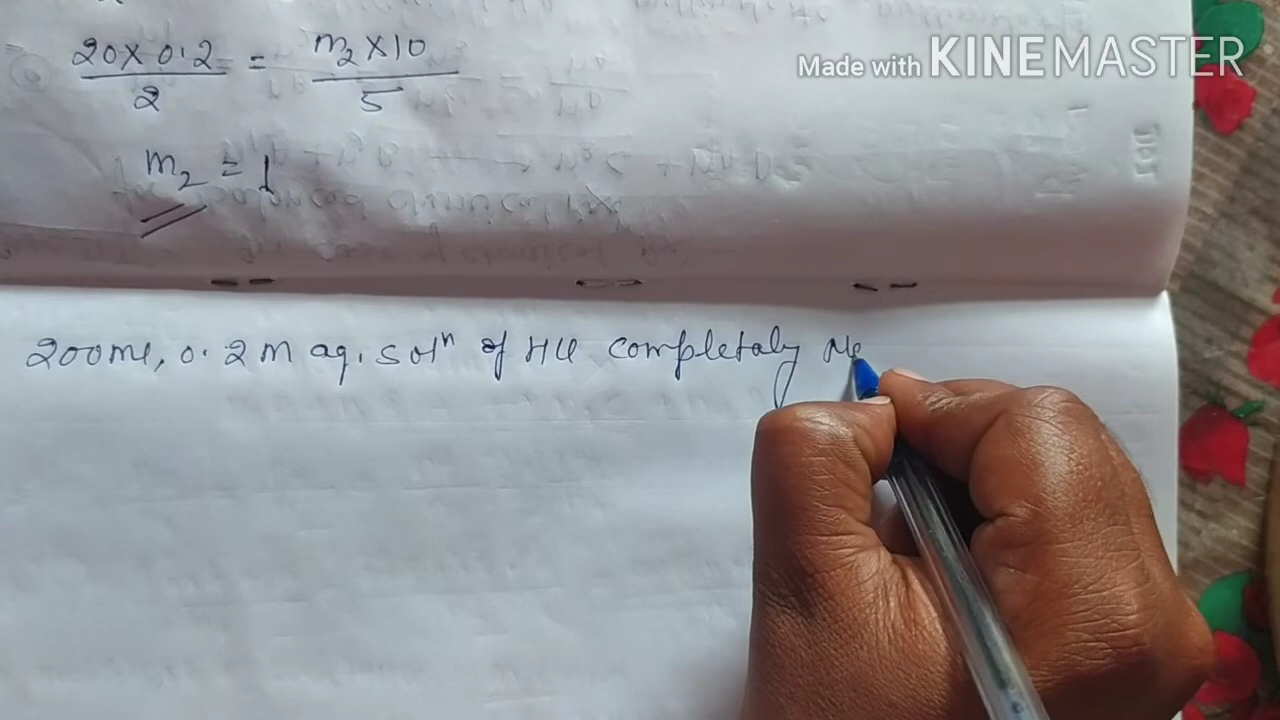 Made with KINEMASTER
20 × 0.2 / 2 = m₂ × 10 / 5
m₂ = 1
200ml, 0.2 M aq. solⁿ of HCl completaly Ne